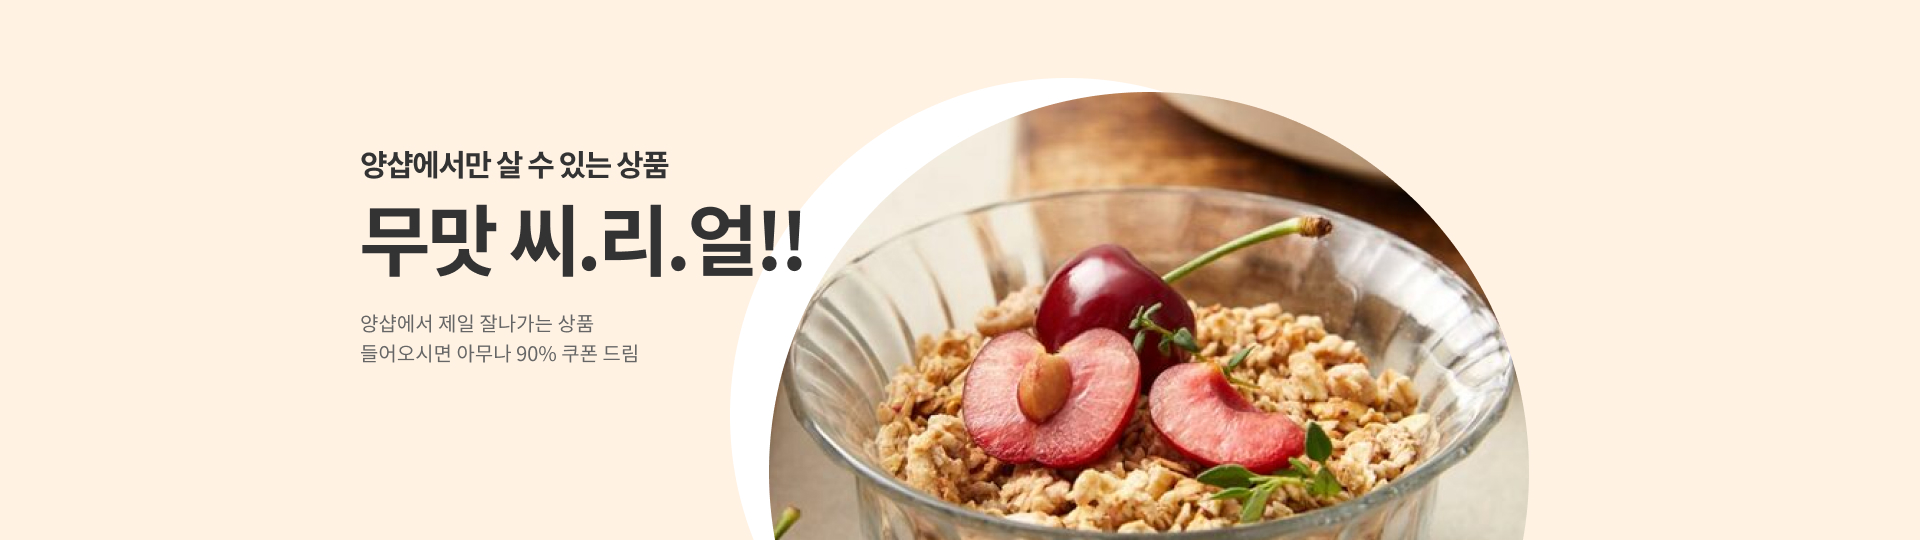 양샵에서만 살 수 있는 상품
무맛 씨.리.얼!!
양샵에서 제일 잘나가는 상품
들어오시면 아무나 90% 쿠폰 드림